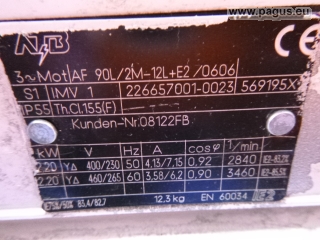 www.pagus.eu
ATB CE
3~Mot AF 90L/2M-12L+E2/0606
S1 IMV 1 226657001-0023 569195X
IP55 Th.Cl.155(F)
Kunden-Nr.08122FB
kW V Hz A cosφ 1/min
2.20 YΔ 400/230 50 4.13/7.15 0.92 2840
2.20 YΔ 460/265 60 3.58/6.2 0.90 3460
12.3 kg EN 60034